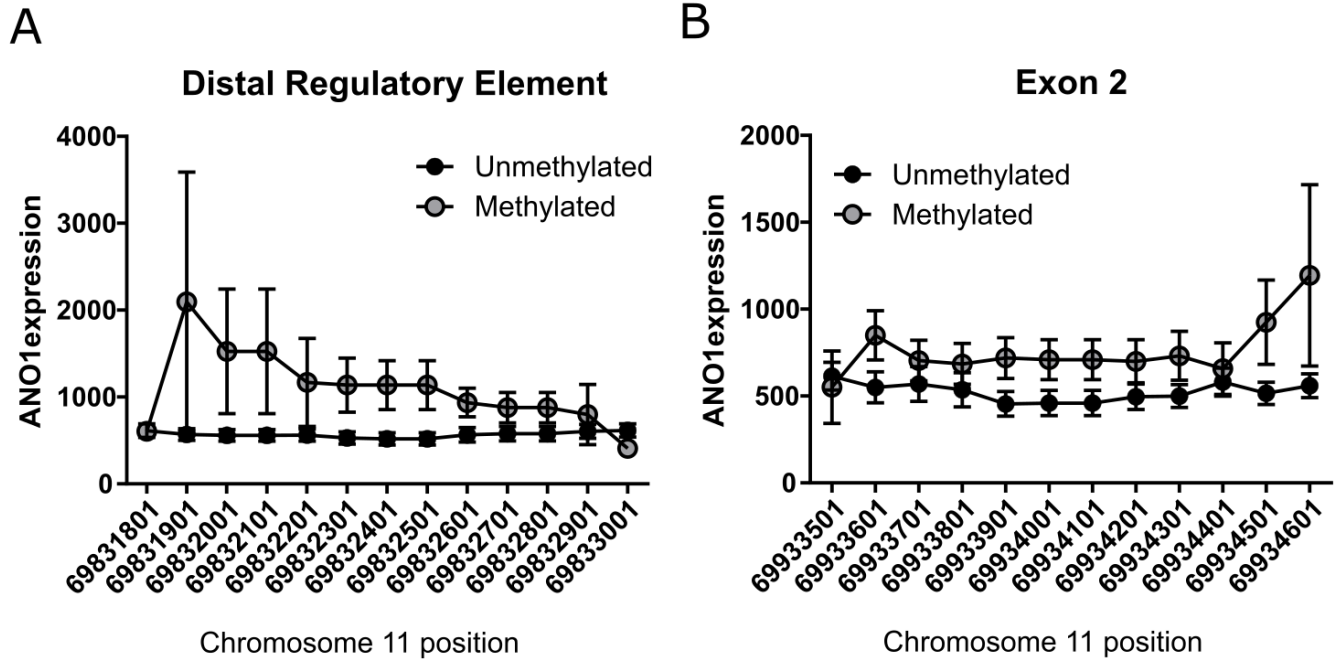 A
Distal Regulatory Element
ANO1expression
4000
3000
2000
1000
0
Unmethylated
Methylated
69831801
69831901
69832001
69832101
69832201
69832301
69832401
69832501
69832601
69832701
69832801
69832901
69833001
Chromosome 11 position
B
Exon 2
ANO1expression
2000
1500
1000
500
0
Unmethylated
Methylated
69933501
69933601
69933701
69933801
69933901
69934001
69934101
69934201
69934301
69934401
69934501
69934601
Chromosome 11 position